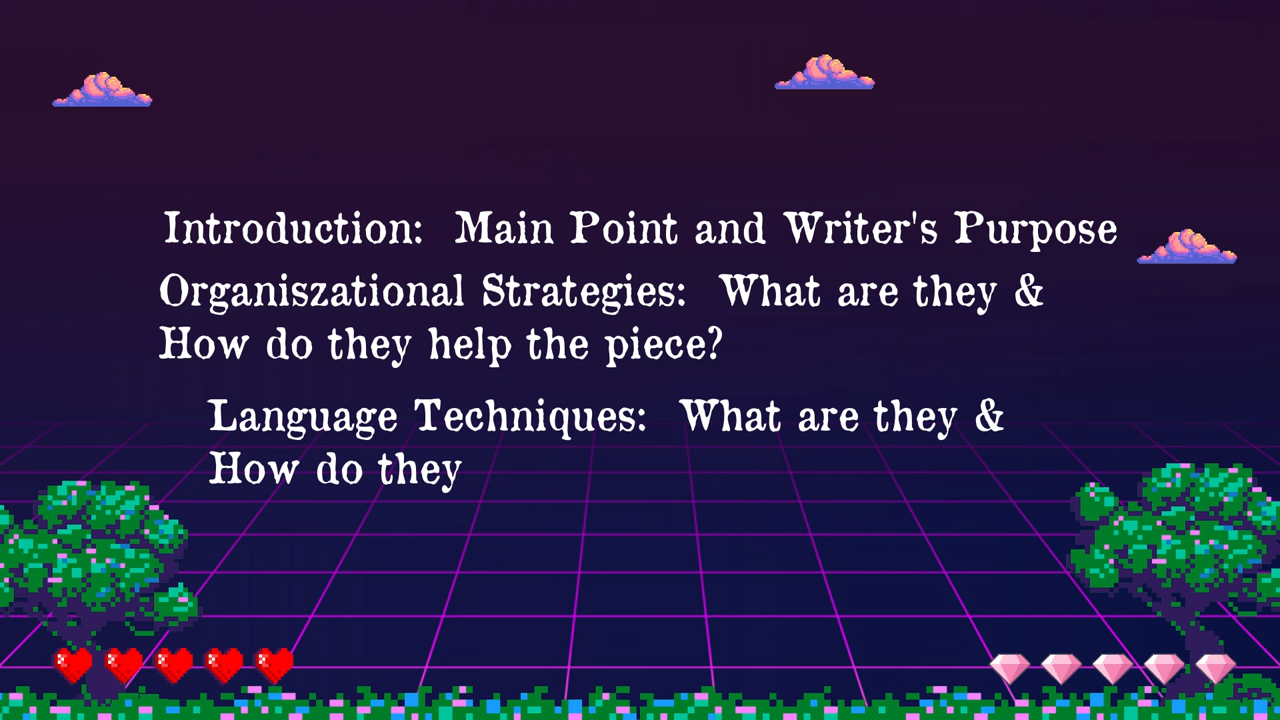 Introduction: Main Point and Writer's Purpose
Organiszational Strategies: What are they &
How do they help the piece?
Language Techniques: What are they &
How do they